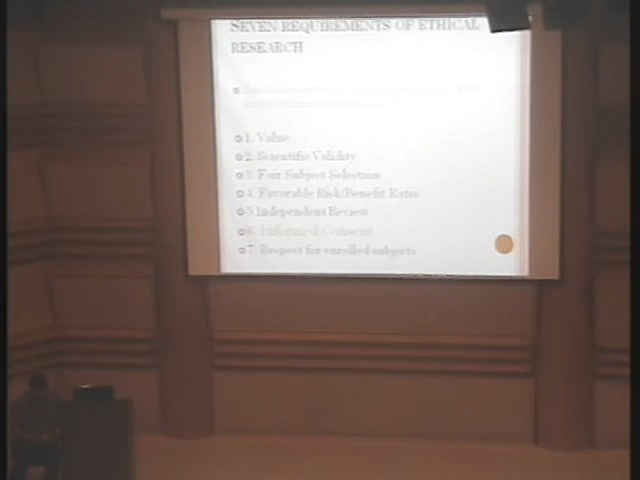 SEVEN REQUIREMENTS OF ETHICAL
RESEARCH
1. Value
2. Scientific Validity
3. Fair Subject Selection
4. Favorable Risk/Benefit Ratio
5.Independent Review
6. Informed Consent
7. Respect for enrolled subjects